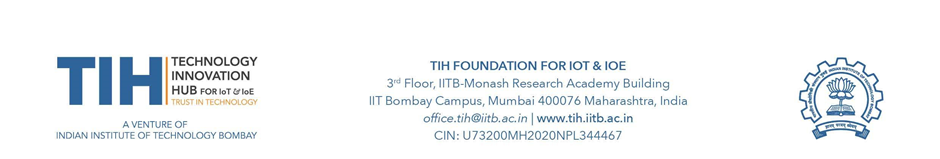 TIH
TECHNOLOGY
INNOVATION
HUB FOR IoT & IoE
TRUST IN TECHNOLOGY
A VENTURE OF
INDIAN INSTITUTE OF TECHNOLOGY BOMBAY
TIH FOUNDATION FOR IOT & IOE
3rd Floor, IITB-Monash Research Academy Building
IIT Bombay Campus, Mumbai 400076 Maharashtra, India
office.tih@iitb.ac.in | www.tih.iitb.ac.in
CIN: U73200MH2020NPL344467